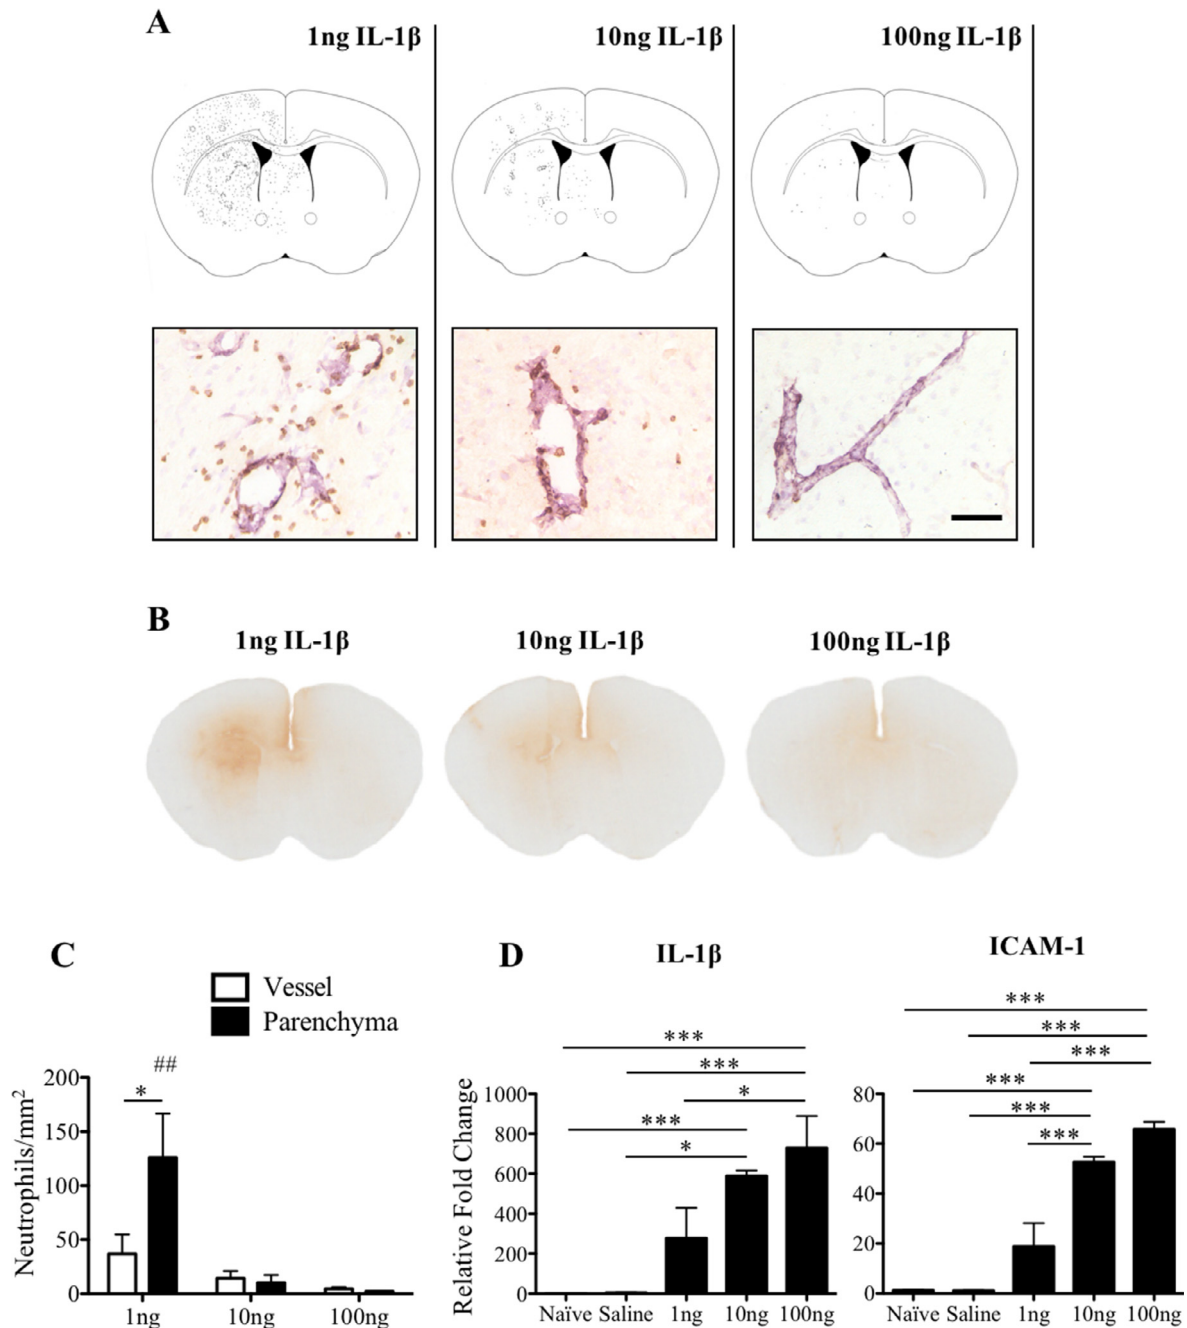 A
1ng IL-1β 10ng IL-1β 100ng IL-1β
B
1ng IL-1β 10ng IL-1β 100ng IL-1β
C
Vessel
Parenchyma
Neutrophils/mm²
200
150
100
50
0
* ##
1ng 10ng 100ng
D
IL-1β
Relative Fold Change
1000
800
600
400
200
0
***
***
*
***
*
Naïve Saline 1ng 10ng 100ng
ICAM-1
80
60
40
20
0
***
***
***
***
***
***
Naïve Saline 1ng 10ng 100ng